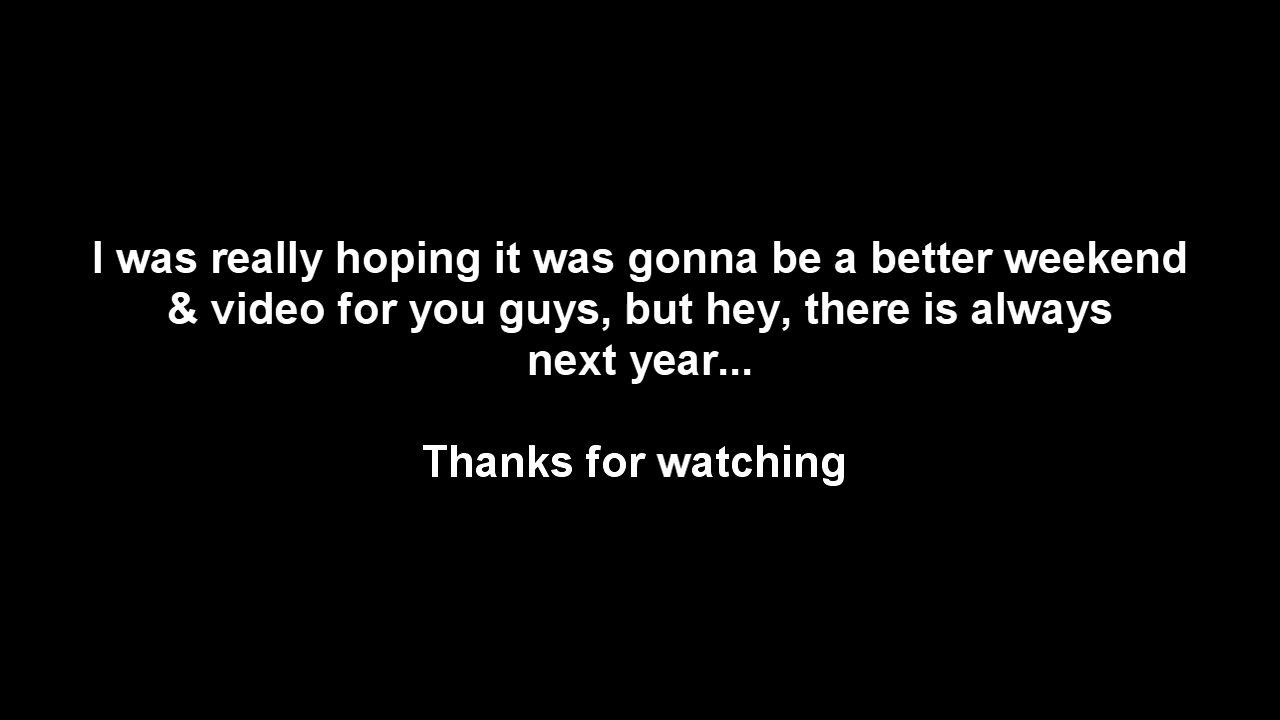 I was really hoping it was gonna be a better weekend
& video for you guys, but hey, there is always
next year...
Thanks for watching